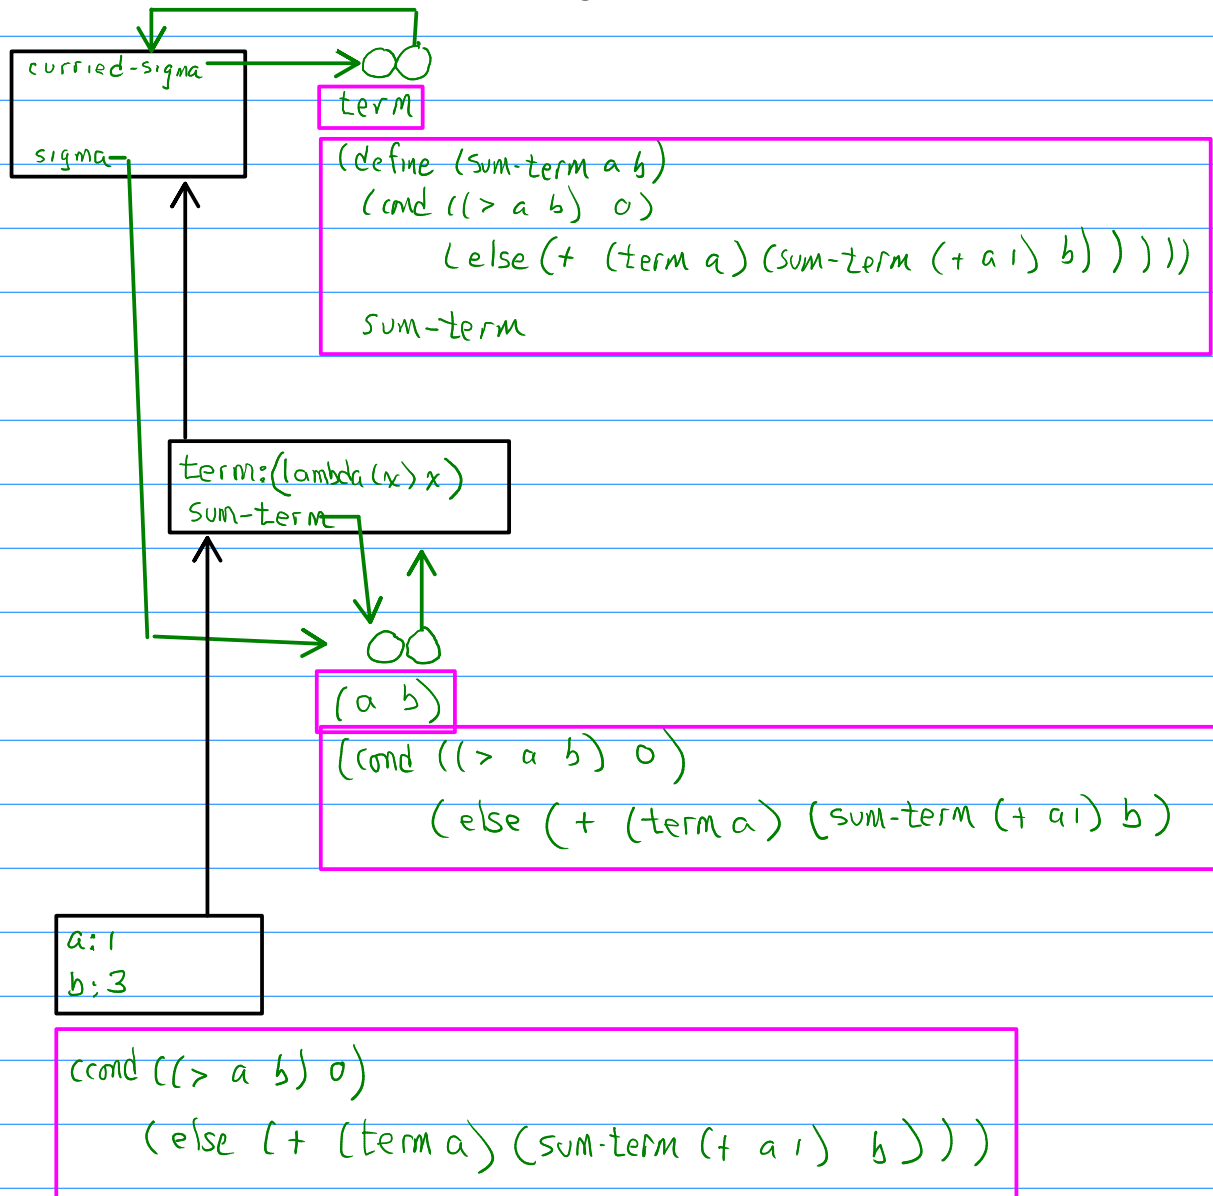 curried-sigma
sigma
term
(define (sum-term a b)
(cond ((> a b) 0)
(else (+ (term a) (sum-term (+ a 1) b)))))
sum-term
term:(lambda (x) x)
sum-term
(a b)
(cond ((> a b) 0)
(else (+ (term a) (sum-term (+ a 1) b)
a:1
b:3
(cond ((> a b) 0)
(else (+ (term a) (sum-term (+ a 1) b))))